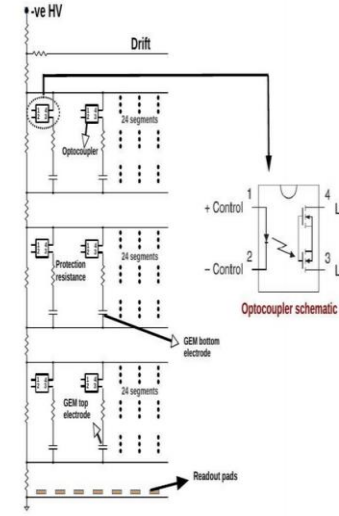 -ve HV
Drift
24 segments
Optocoupler
1
4
+ Control
2
3
– Control
Optocoupler schematic
24 segments
Protection
resistance
GEM bottom
electrode
24 segments
GEM top
electrode
Readout pads